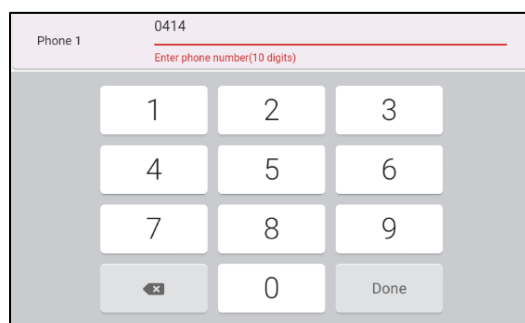 0414
Phone 1
Enter phone number(10 digits)
1 2 3
4 5 6
7 8 9
0 Done